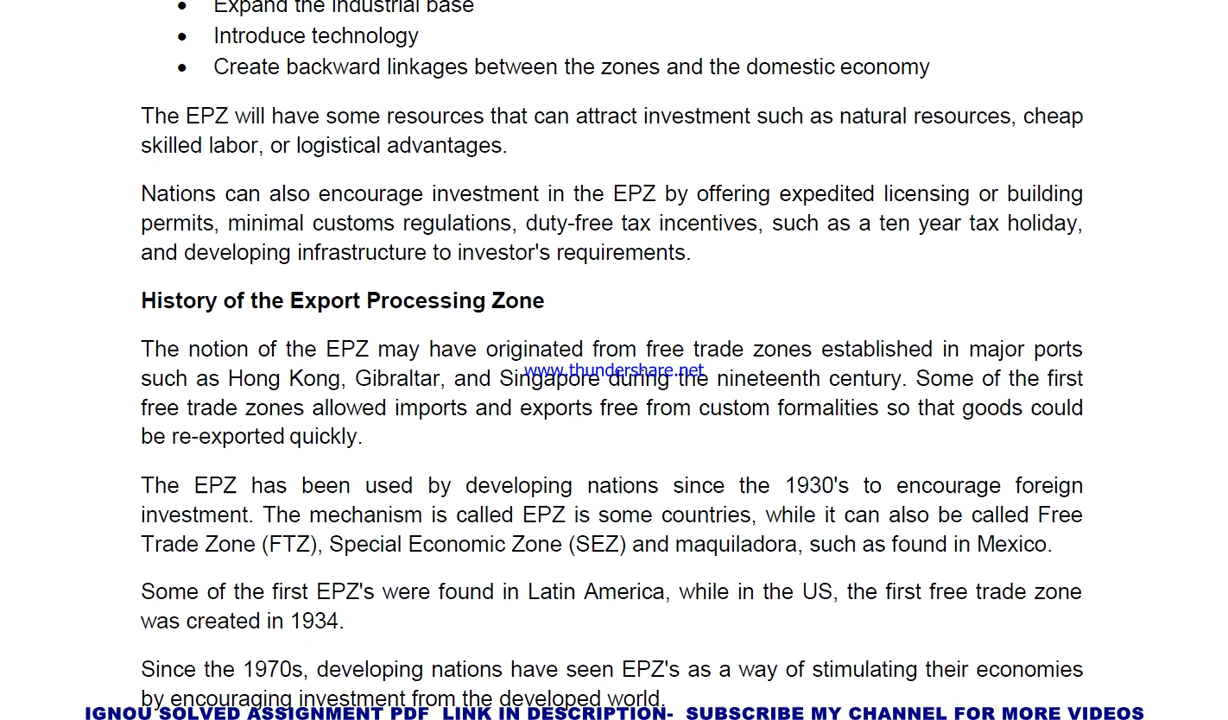 • Expand the industrial base
• Introduce technology
• Create backward linkages between the zones and the domestic economy
The EPZ will have some resources that can attract investment such as natural resources, cheap
skilled labor, or logistical advantages.
Nations can also encourage investment in the EPZ by offering expedited licensing or building
permits, minimal customs regulations, duty-free tax incentives, such as a ten year tax holiday,
and developing infrastructure to investor's requirements.
History of the Export Processing Zone
The notion of the EPZ may have originated from free trade zones established in major ports
www.thundershare.net
such as Hong Kong, Gibraltar, and Singapore during the nineteenth century. Some of the first
free trade zones allowed imports and exports free from custom formalities so that goods could
be re-exported quickly.
The EPZ has been used by developing nations since the 1930's to encourage foreign
investment. The mechanism is called EPZ is some countries, while it can also be called Free
Trade Zone (FTZ), Special Economic Zone (SEZ) and maquiladora, such as found in Mexico.
Some of the first EPZ's were found in Latin America, while in the US, the first free trade zone
was created in 1934.
Since the 1970s, developing nations have seen EPZ's as a way of stimulating their economies
by encouraging investment from the developed world.
IGNOU SOLVED ASSIGNMENT PDF LINK IN DESCRIPTION- SUBSCRIBE MY CHANNEL FOR MORE VIDEOS